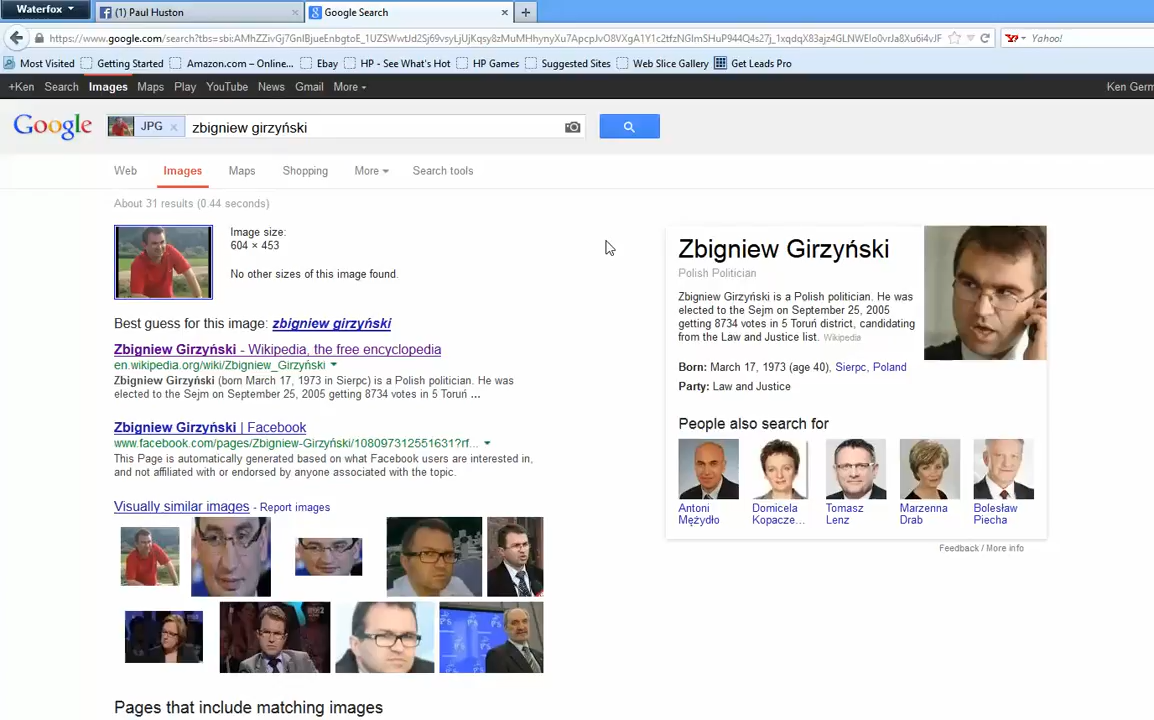 Waterfox
(1) Paul Huston
Google Search
Yahoo!
Most Visited Getting Started Amazon.com – Online... Ebay HP - See What's Hot HP Games Suggested Sites Web Slice Gallery Get Leads Pro
+Ken Search Images Maps Play YouTube News Gmail More Ken Germ
Google JPG zbigniew girzyński
Web Images Maps Shopping More Search tools
About 31 results (0.44 seconds)
Image size:
604 × 453
No other sizes of this image found.
Best guess for this image: zbigniew girzyński
Zbigniew Girzyński - Wikipedia, the free encyclopedia
en.wikipedia.org/wiki/Zbigniew_Girzyński
Zbigniew Girzyński (born March 17, 1973 in Sierpc) is a Polish politician. He was
elected to the Sejm on September 25, 2005 getting 8734 votes in 5 Toruń ...
Zbigniew Girzyński | Facebook
www.facebook.com/pages/Zbigniew-Girzyński/108097312551631?rf...
This Page is automatically generated based on what Facebook users are interested in,
and not affiliated with or endorsed by anyone associated with the topic.
Visually similar images - Report images
Pages that include matching images
Zbigniew Girzyński
Polish Politician
Zbigniew Girzyński is a Polish politician. He was
elected to the Sejm on September 25, 2005
getting 8734 votes in 5 Toruń district, candidating
from the Law and Justice list. Wikipedia
Born: March 17, 1973 (age 40), Sierpc, Poland
Party: Law and Justice
People also search for
Antoni Domicela Tomasz Marzenna Bolesław
Mężydło Kopacze... Lenz Drab Piecha
Feedback / More info